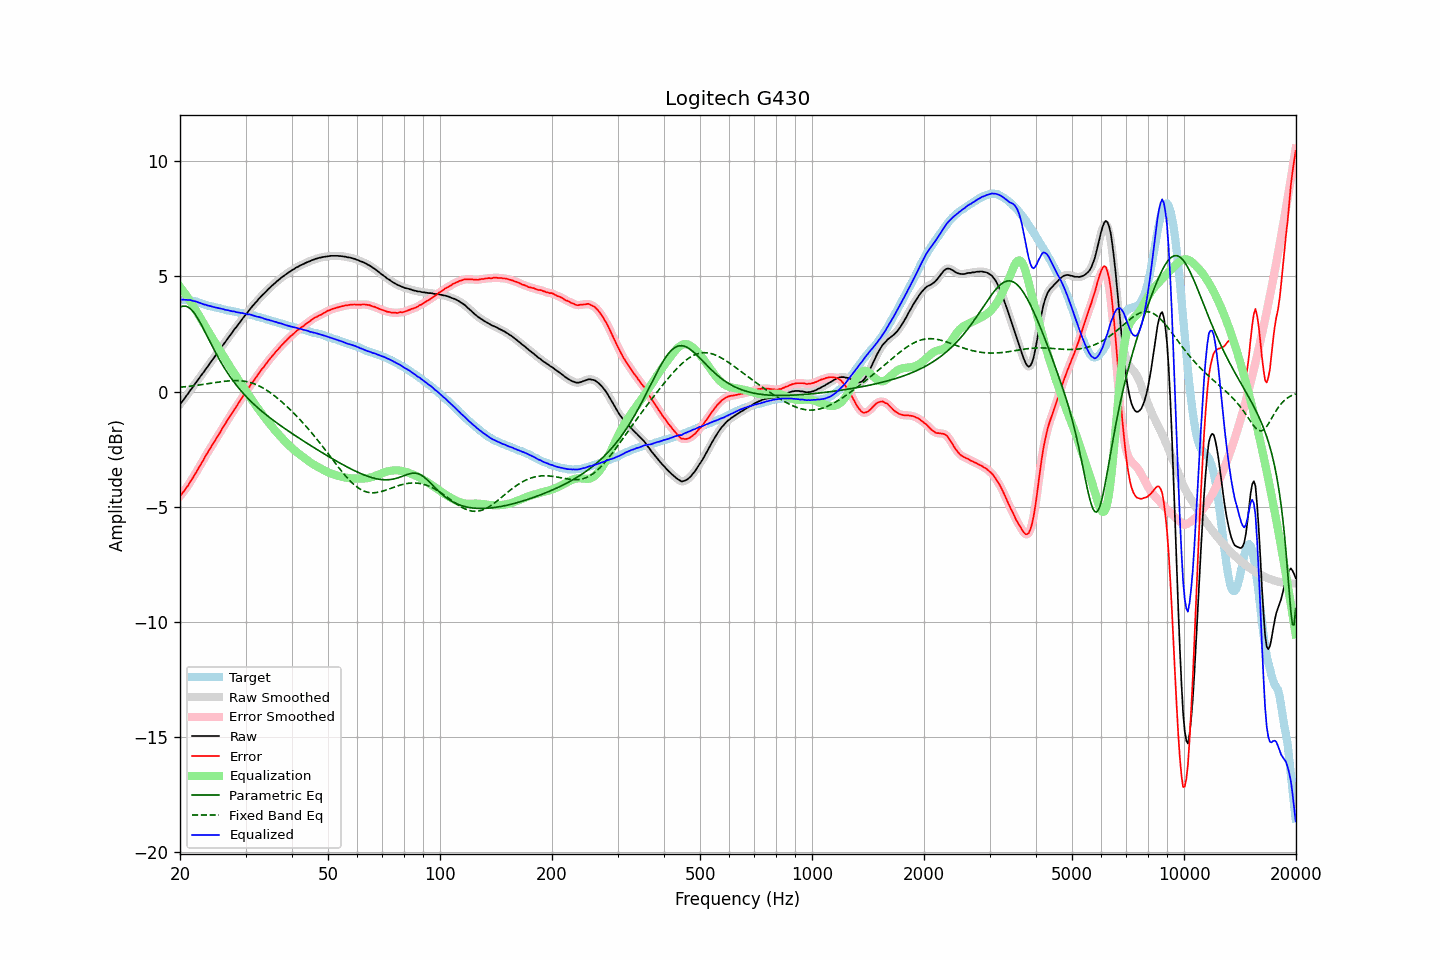 Logitech G430
Amplitude (dBr)
10
5
0
−5
−10
−15
−20
Target
Raw Smoothed
Error Smoothed
Raw
Error
Equalization
Parametric Eq
Fixed Band Eq
Equalized
20 50 100 200 500 1000 2000 5000 10000 20000
Frequency (Hz)